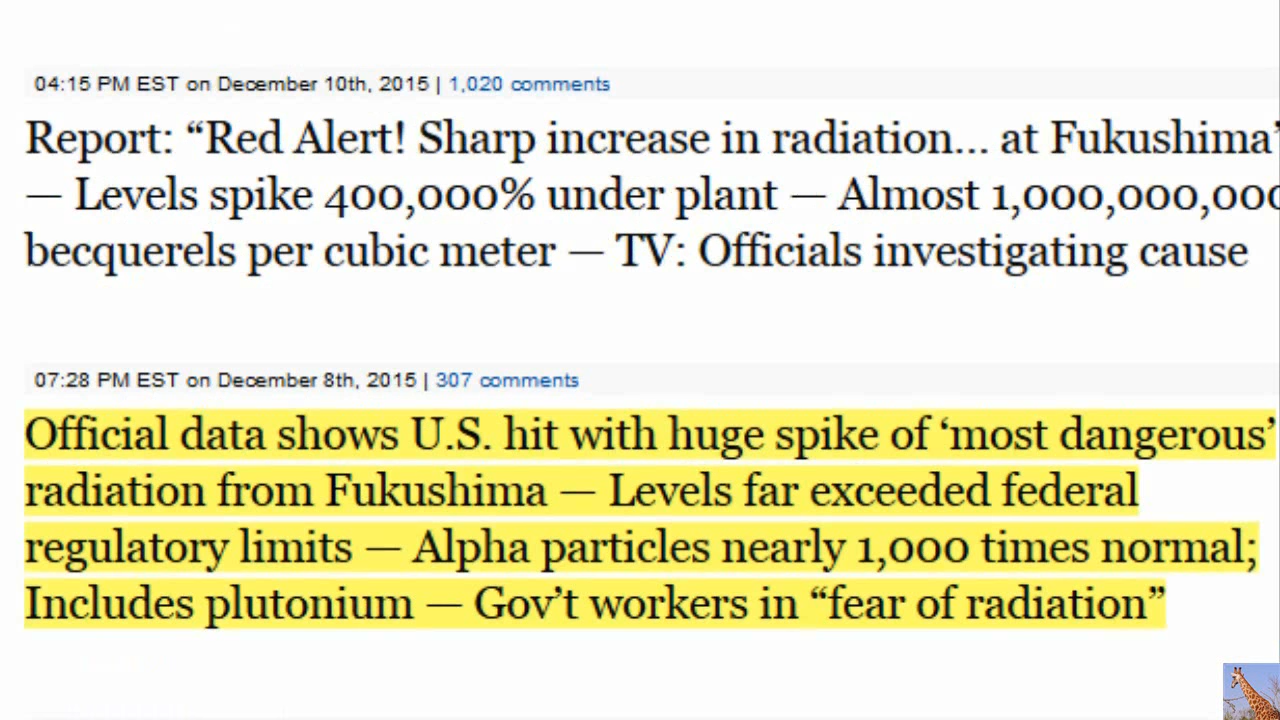 04:15 PM EST on December 10th, 2015 | 1,020 comments
Report: “Red Alert! Sharp increase in radiation... at Fukushima”
— Levels spike 400,000% under plant — Almost 1,000,000,000
becquerels per cubic meter — TV: Officials investigating cause
07:28 PM EST on December 8th, 2015 | 307 comments
Official data shows U.S. hit with huge spike of ‘most dangerous’
radiation from Fukushima — Levels far exceeded federal
regulatory limits — Alpha particles nearly 1,000 times normal;
Includes plutonium — Gov’t workers in “fear of radiation”